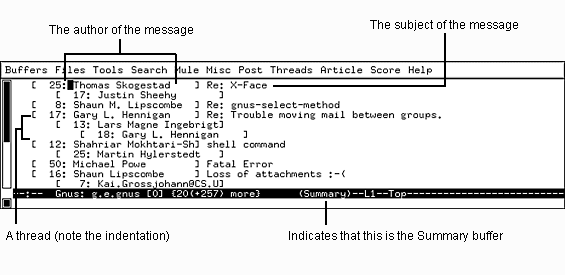 The author of the message
The subject of the message
Buffers Files Tools Search Mule Misc Post Threads Article Score Help
[ 25: Thomas Skogestad ] Re: X-Face
[ 17: Justin Sheehy ]
[ 8: Shaun M. Lipscombe ] Re: gnus-select-method
[ 17: Gary L. Hennigan ] Re: Trouble moving mail between groups.
[ 13: Lars Magne Ingebrigt]
[ 18: Gary L. Hennigan ]
[ 12: Shahriar Mokhtari-Sh] shell command
[ 25: Martin Hylerstedt ]
[ 50: Michael Powe ] Fatal Error
[ 16: Shaun Lipscombe ] Loss of attachments :-(
[ 7: Kai.Grossjohann@CS.U]
--:-- Gnus: g.e.gnus [0] {20(+257) more} (Summary)--L1--Top--
A thread (note the indentation)
Indicates that this is the Summary buffer